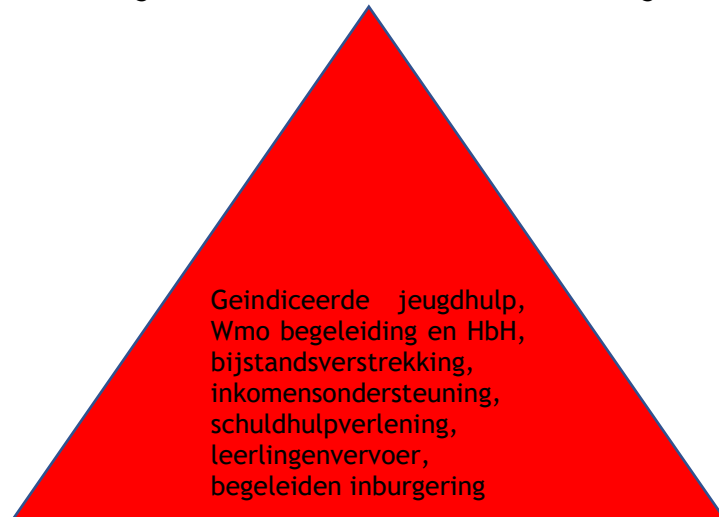 Geindiceerde jeugdhulp,
Wmo begeleiding en HbH,
bijstandsverstrekking,
inkomensondersteuning,
schuldhulpverlening,
leerlingenvervoer,
begeleiden inburgering